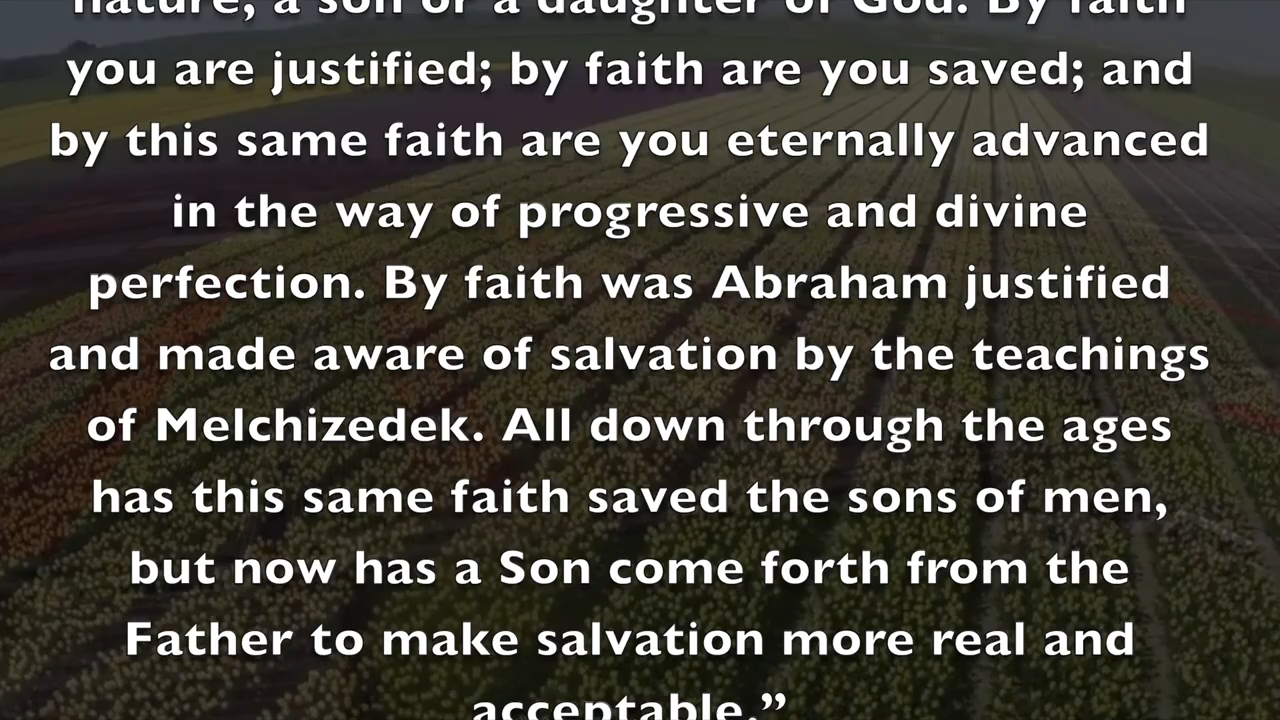 nature, a son or a daughter of God. By faith
you are justified; by faith are you saved; and
by this same faith are you eternally advanced
in the way of progressive and divine
perfection. By faith was Abraham justified
and made aware of salvation by the teachings
of Melchizedek. All down through the ages
has this same faith saved the sons of men,
but now has a Son come forth from the
Father to make salvation more real and
acceptable.”